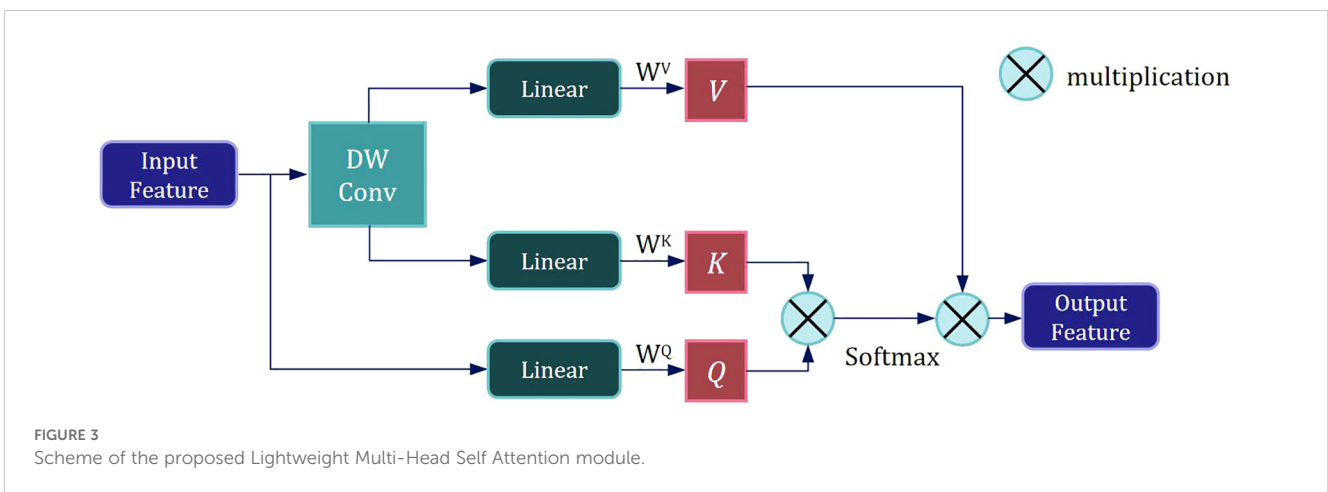 Linear
W^V
V
multiplication
Input
Feature
DW
Conv
Linear
W^K
K
Output
Feature
Softmax
Linear
W^Q
Q
FIGURE 3
Scheme of the proposed Lightweight Multi-Head Self Attention module.